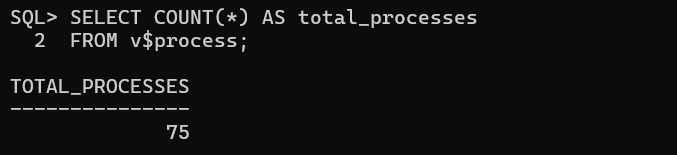 SQL> SELECT COUNT(*) AS total_processes
  2  FROM v$process;
TOTAL_PROCESSES
---------------
             75